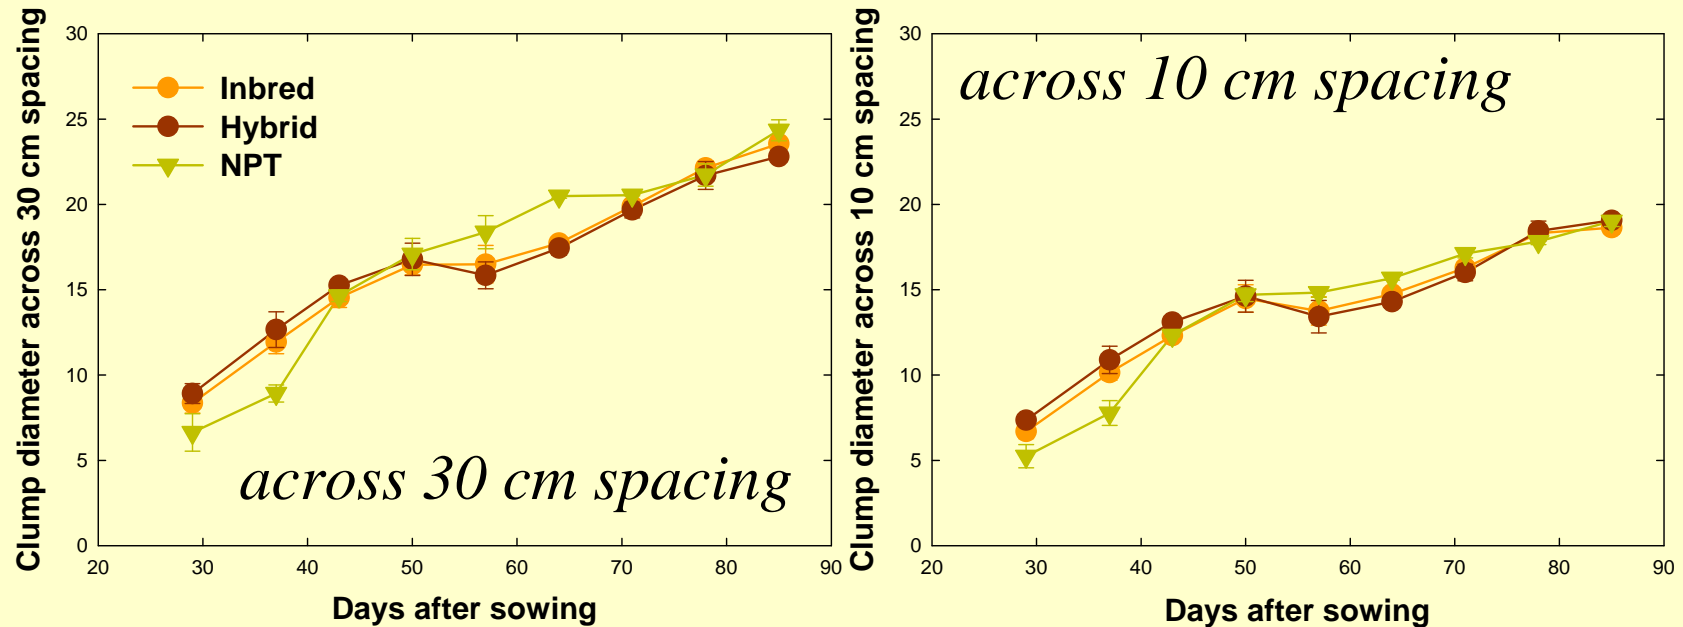 Clump diameter across 30 cm spacing
30
25
20
15
10
5
0
Inbred
Hybrid
NPT
across 30 cm spacing
20 30 40 50 60 70 80 90
Days after sowing
Clump diameter across 10 cm spacing
30
25
20
15
10
5
0
across 10 cm spacing
20 30 40 50 60 70 80 90
Days after sowing